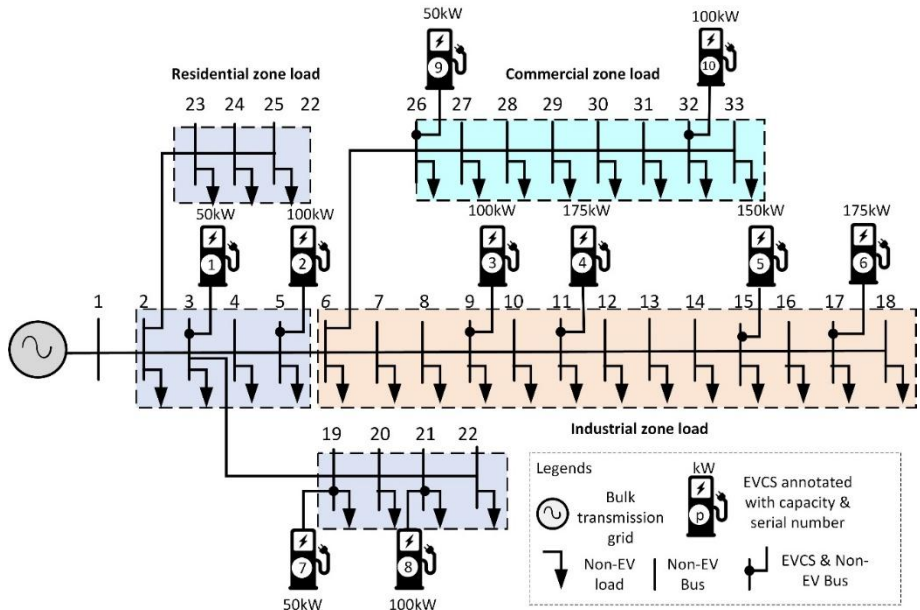 50kW
100kW
9
10
Residential zone load
Commercial zone load
23 24 25 22
26 27 28 29 30 31 32 33
50kW
100kW
100kW
175kW
150kW
175kW
1
2
3
4
5
6
1 2 3 4 5 6 7 8 9 10 11 12 13 14 15 16 17 18
Industrial zone load
19 20 21 22
7
8
50kW
100kW
Legends
Bulk
transmission
grid
kW
p
EVCS annotated
with capacity &
serial number
Non-EV
load
Non-EV
Bus
EVCS & Non-
EV Bus